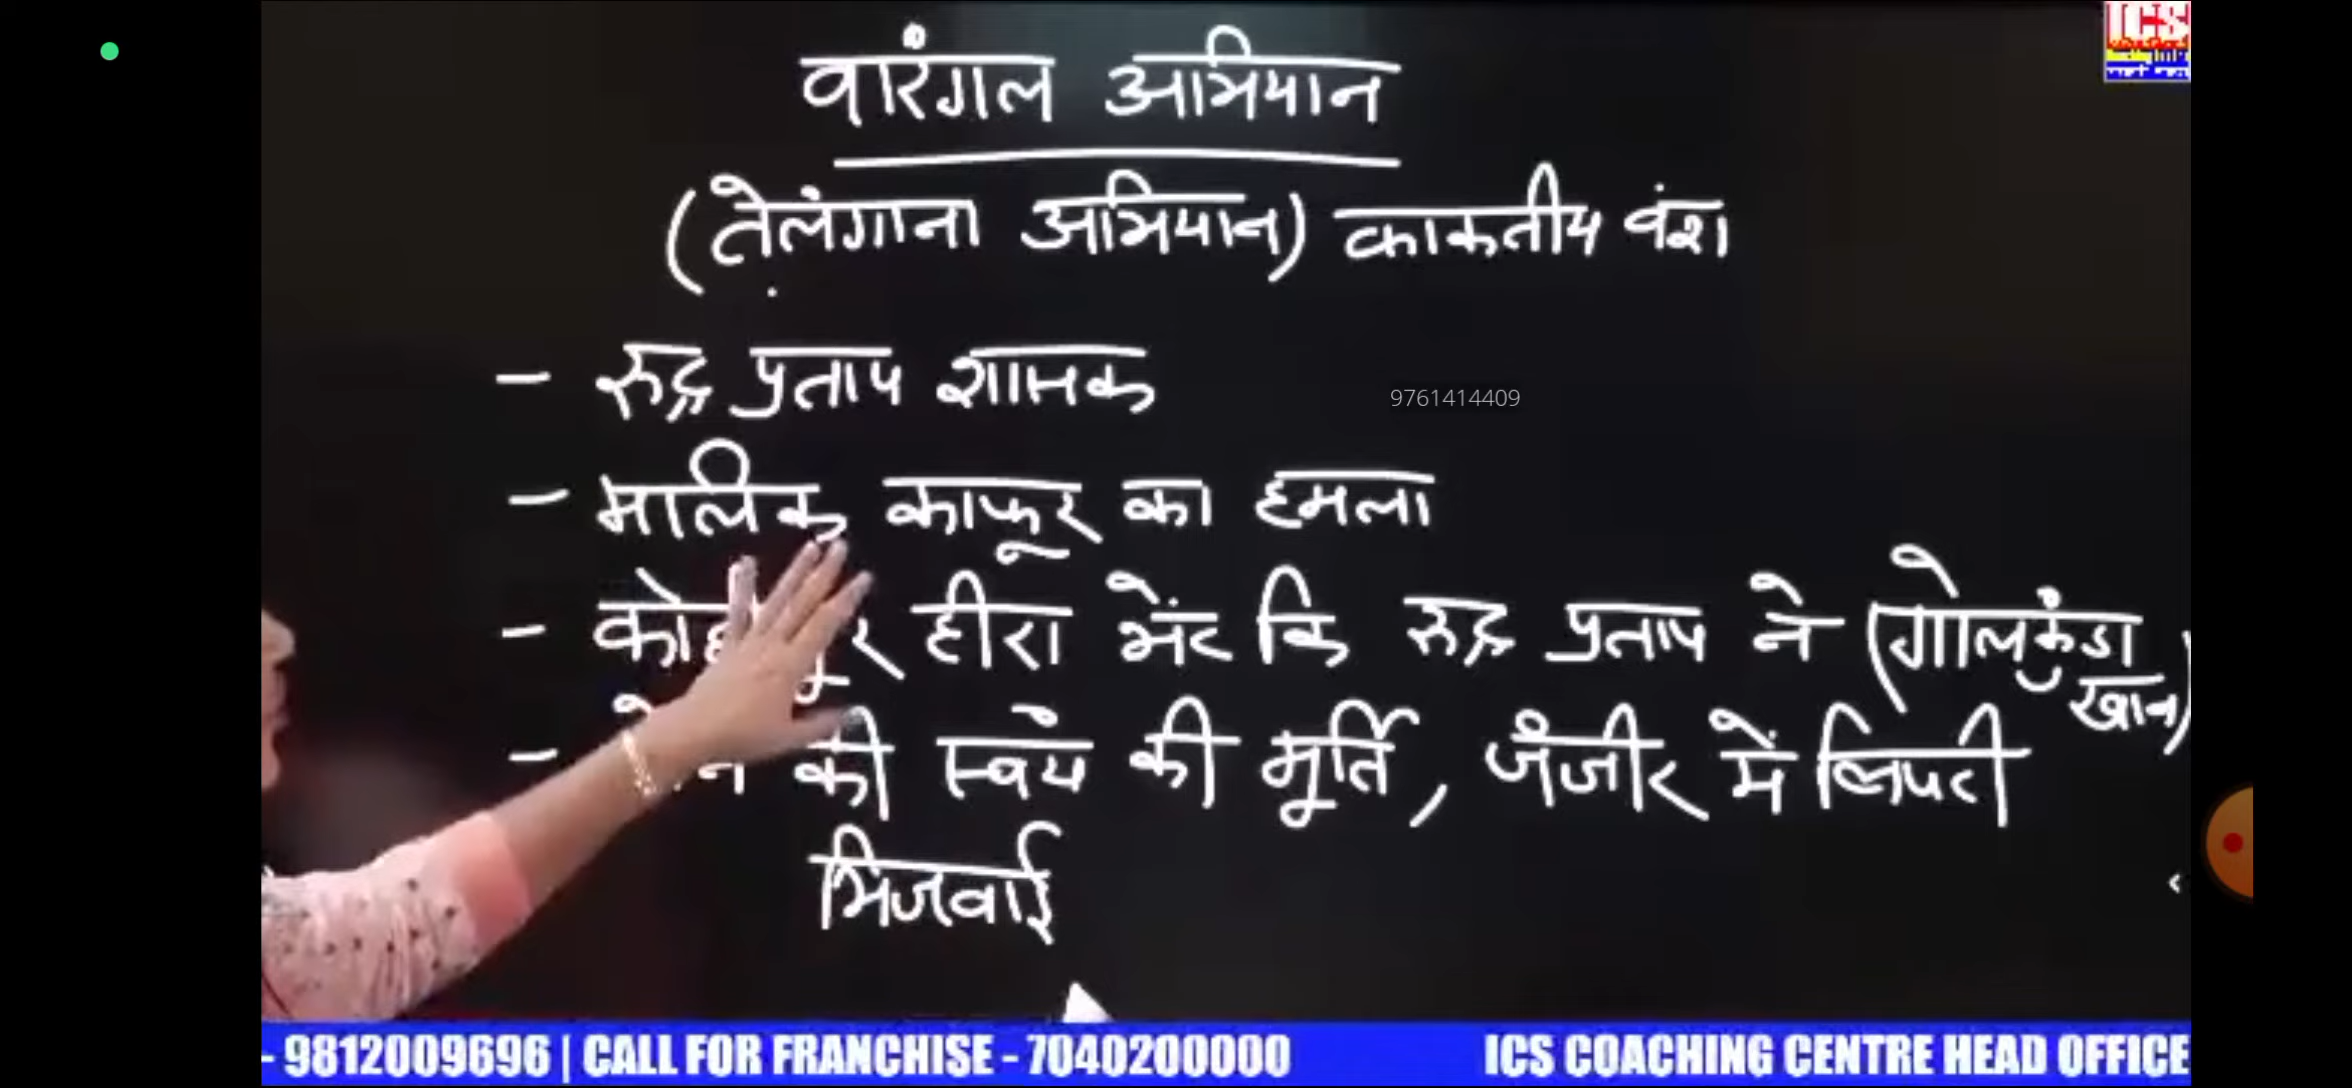 ICS
वारंगल अभियान
(तेलंगाना अभियान) काकतीय वंश
- रुद्र प्रताप शासक
9761414409
- मलिक काफूर का हमला
- हीरा भेंट कि रुद्र प्रताप ने (गोलकुंडा
खान)
- की स्वयं की मूर्ति, जंजीर में लिपटी
भिजवाई
- 9812009696 | CALL FOR FRANCHISE - 7040200000 ICS COACHING CENTRE HEAD OFFICE